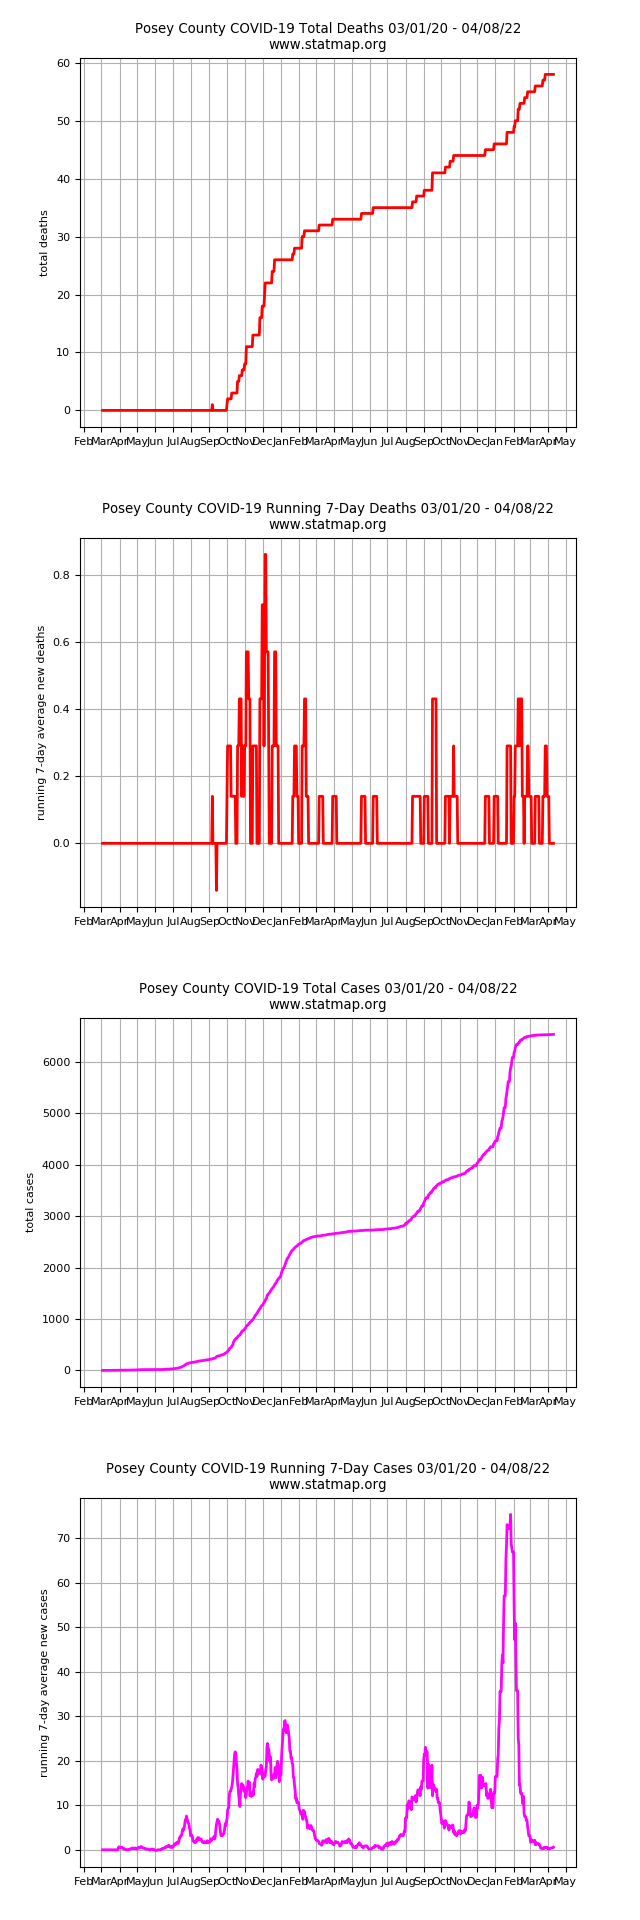 Posey County COVID-19 Total Deaths 03/01/20 - 04/08/22
www.statmap.org
60
50
40
30
20
10
0
total deaths
Feb Mar Apr May Jun Jul Aug Sep Oct Nov Dec Jan Feb Mar Apr May Jun Jul Aug Sep Oct Nov Dec Jan Feb Mar Apr May
Posey County COVID-19 Running 7-Day Deaths 03/01/20 - 04/08/22
www.statmap.org
0.8
0.6
0.4
0.2
0.0
running 7-day average new deaths
Feb Mar Apr May Jun Jul Aug Sep Oct Nov Dec Jan Feb Mar Apr May Jun Jul Aug Sep Oct Nov Dec Jan Feb Mar Apr May
Posey County COVID-19 Total Cases 03/01/20 - 04/08/22
www.statmap.org
6000
5000
4000
3000
2000
1000
0
total cases
Feb Mar Apr May Jun Jul Aug Sep Oct Nov Dec Jan Feb Mar Apr May Jun Jul Aug Sep Oct Nov Dec Jan Feb Mar Apr May
Posey County COVID-19 Running 7-Day Cases 03/01/20 - 04/08/22
www.statmap.org
70
60
50
40
30
20
10
0
running 7-day average new cases
Feb Mar Apr May Jun Jul Aug Sep Oct Nov Dec Jan Feb Mar Apr May Jun Jul Aug Sep Oct Nov Dec Jan Feb Mar Apr May